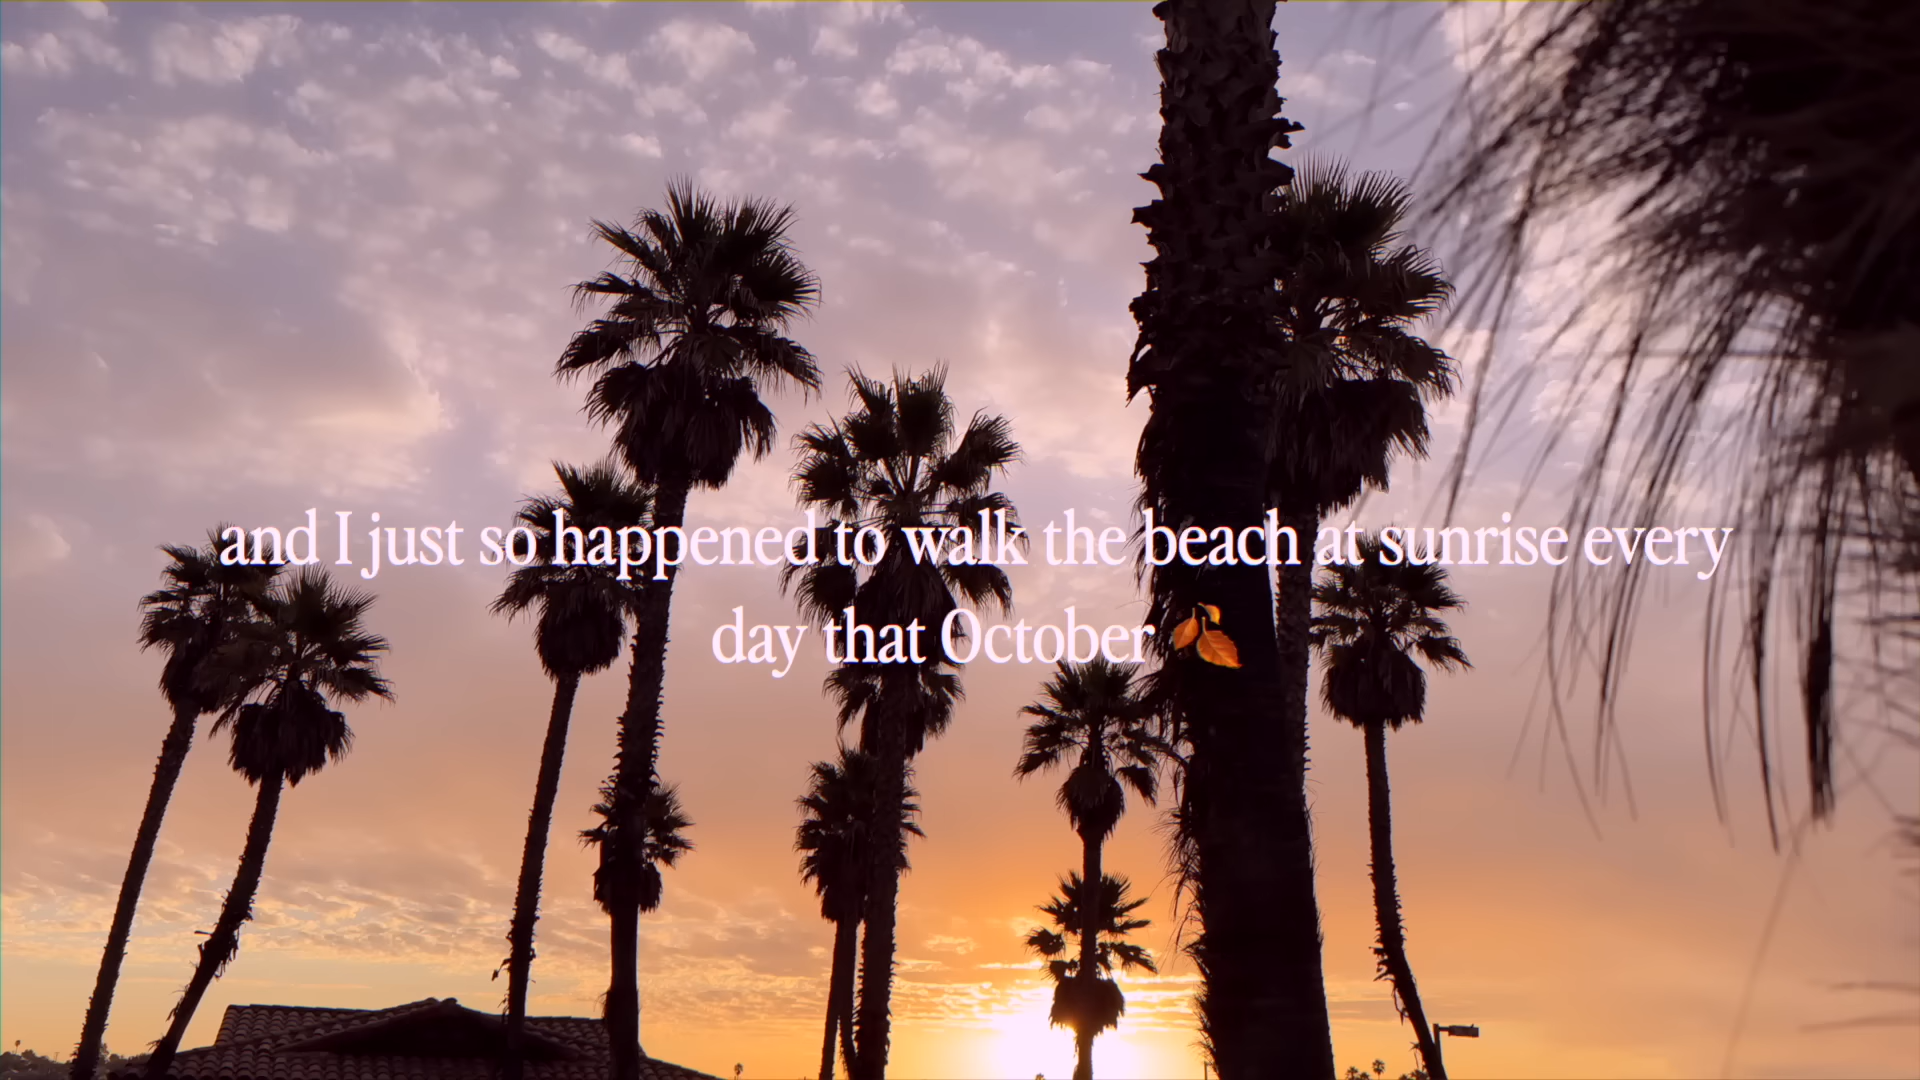 and I just so happened to walk the beach at sunrise every
day that October 🍂